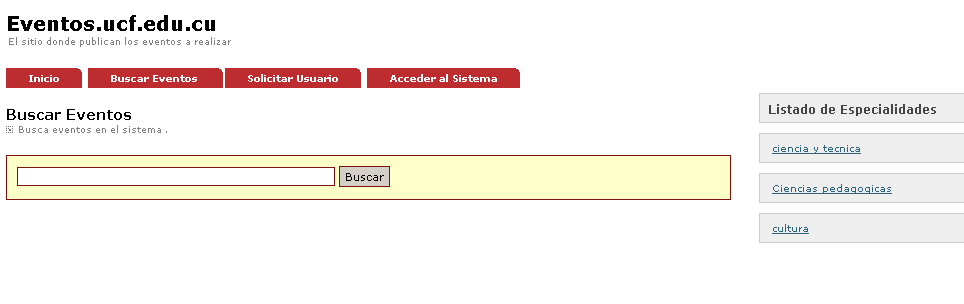 Eventos.ucf.edu.cu
El sitio donde publican los eventos a realizar
Inicio
Buscar Eventos
Solicitar Usuario
Acceder al Sistema
Buscar Eventos
Busca eventos en el sistema .
Buscar
Listado de Especialidades
ciencia y tecnica
Ciencias pedagogicas
cultura